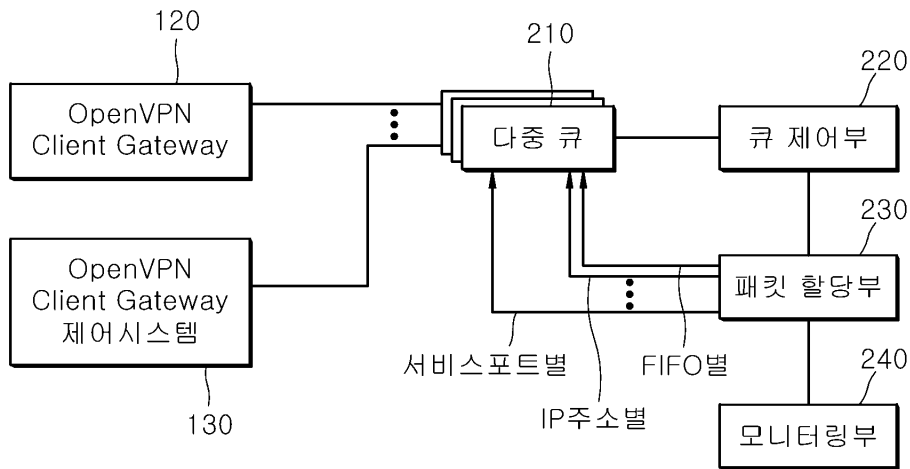 120
OpenVPN
Client Gateway
210
다중 큐
220
큐 제어부
230
패킷 할당부
OpenVPN
Client Gateway
제어시스템
130
서비스포트별
IP주소별
FIFO별
240
모니터링부